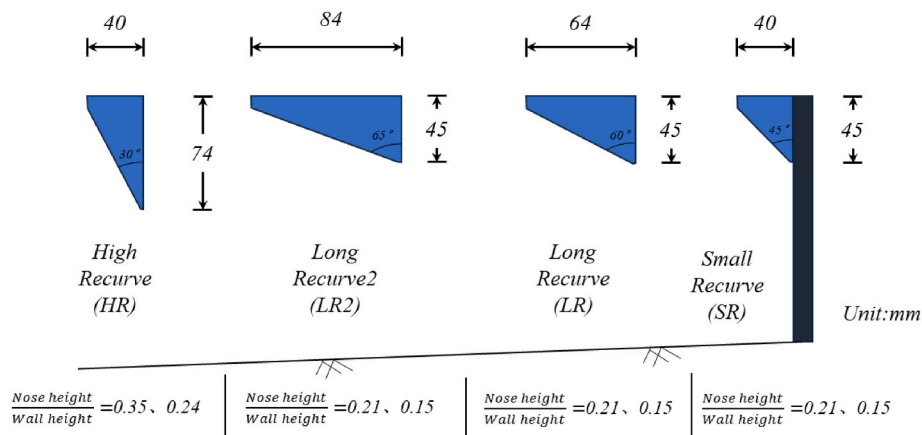 40
84
64
40
30°
74
65°
45
60°
45
45°
45
High
Recurve
(HR)
Long
Recurve2
(LR2)
Long
Recurve
(LR)
Small
Recurve
(SR)
Unit:mm
Nose height
Wall height
=0.35、0.24
Nose height
Wall height
=0.21、0.15
Nose height
Wall height
=0.21、0.15
Nose height
Wall height
=0.21、0.15